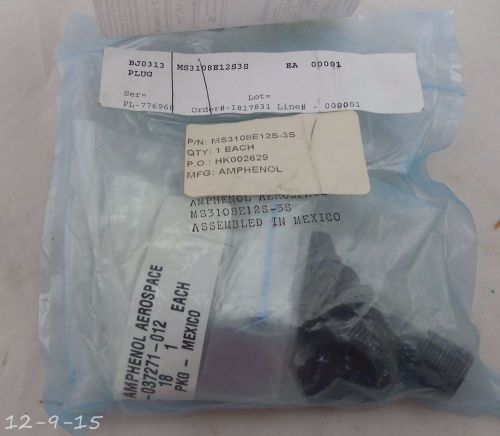 BJ0313 MS3108E12S3S EA 00001
PLUG
Ser= Lot=
PL-776968 Order#-1817831 Line# - 000001
P/N: MS3108E12S-3S
QTY: 1 EACH
P.O.: HK002629
MFG: AMPHENOL
AMPHENOL AEROSPACE
MS3108E12S-3S
ASSEMBLED IN MEXICO
AMPHENOL AEROSPACE
-037271-012
18 1 EACH
PKG - MEXICO
12-9-15